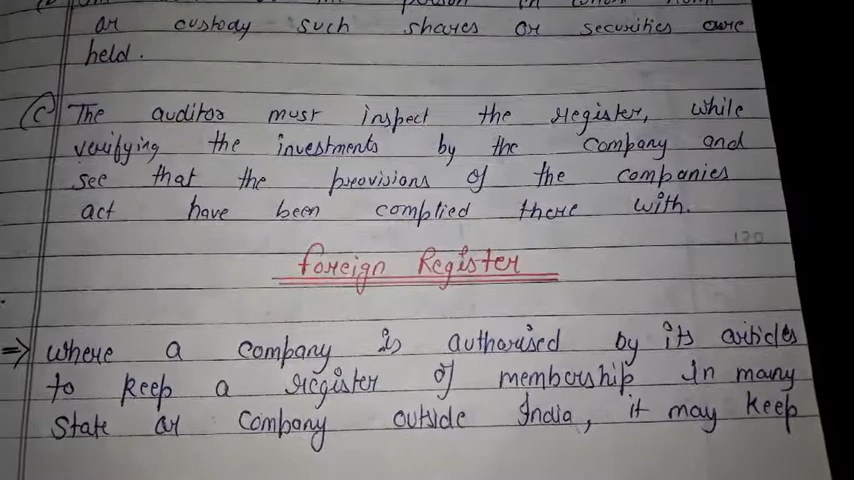 person in whom
or custody such shares or securities are
held.
(C) The auditor must inspect the register, while
verifying the investments by the company and
see that the provisions of the companies
act have been complied there with.
Foreign Register
⇒ where a company is authorised by its articles
to keep a register of membership In many
State or Company outside India, it may keep